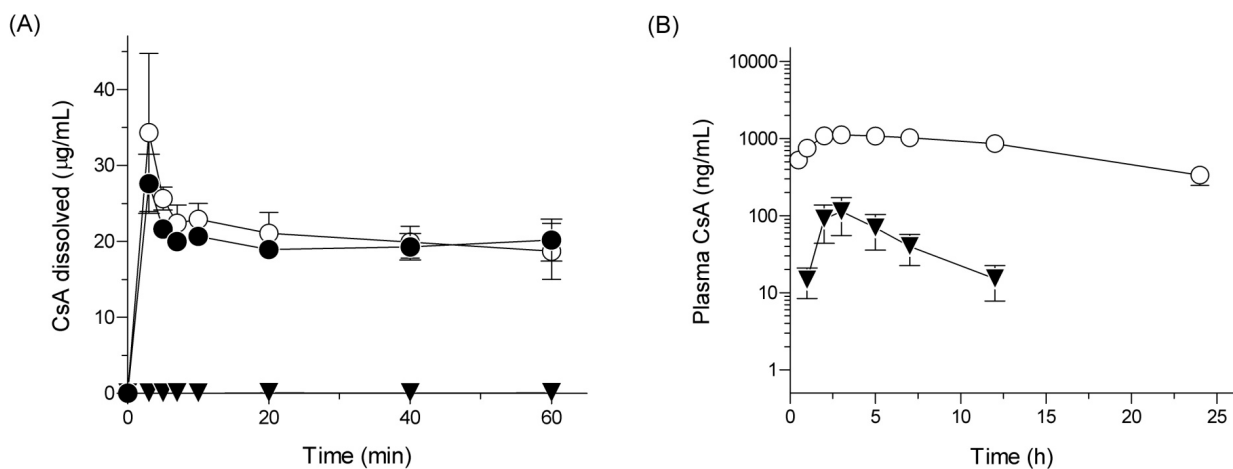 (A)
CsA dissolved (μg/mL)
40
30
20
10
0
0 20 40 60
Time (min)
(B)
Plasma CsA (ng/mL)
10000
1000
100
10
1
0 5 10 15 20 25
Time (h)